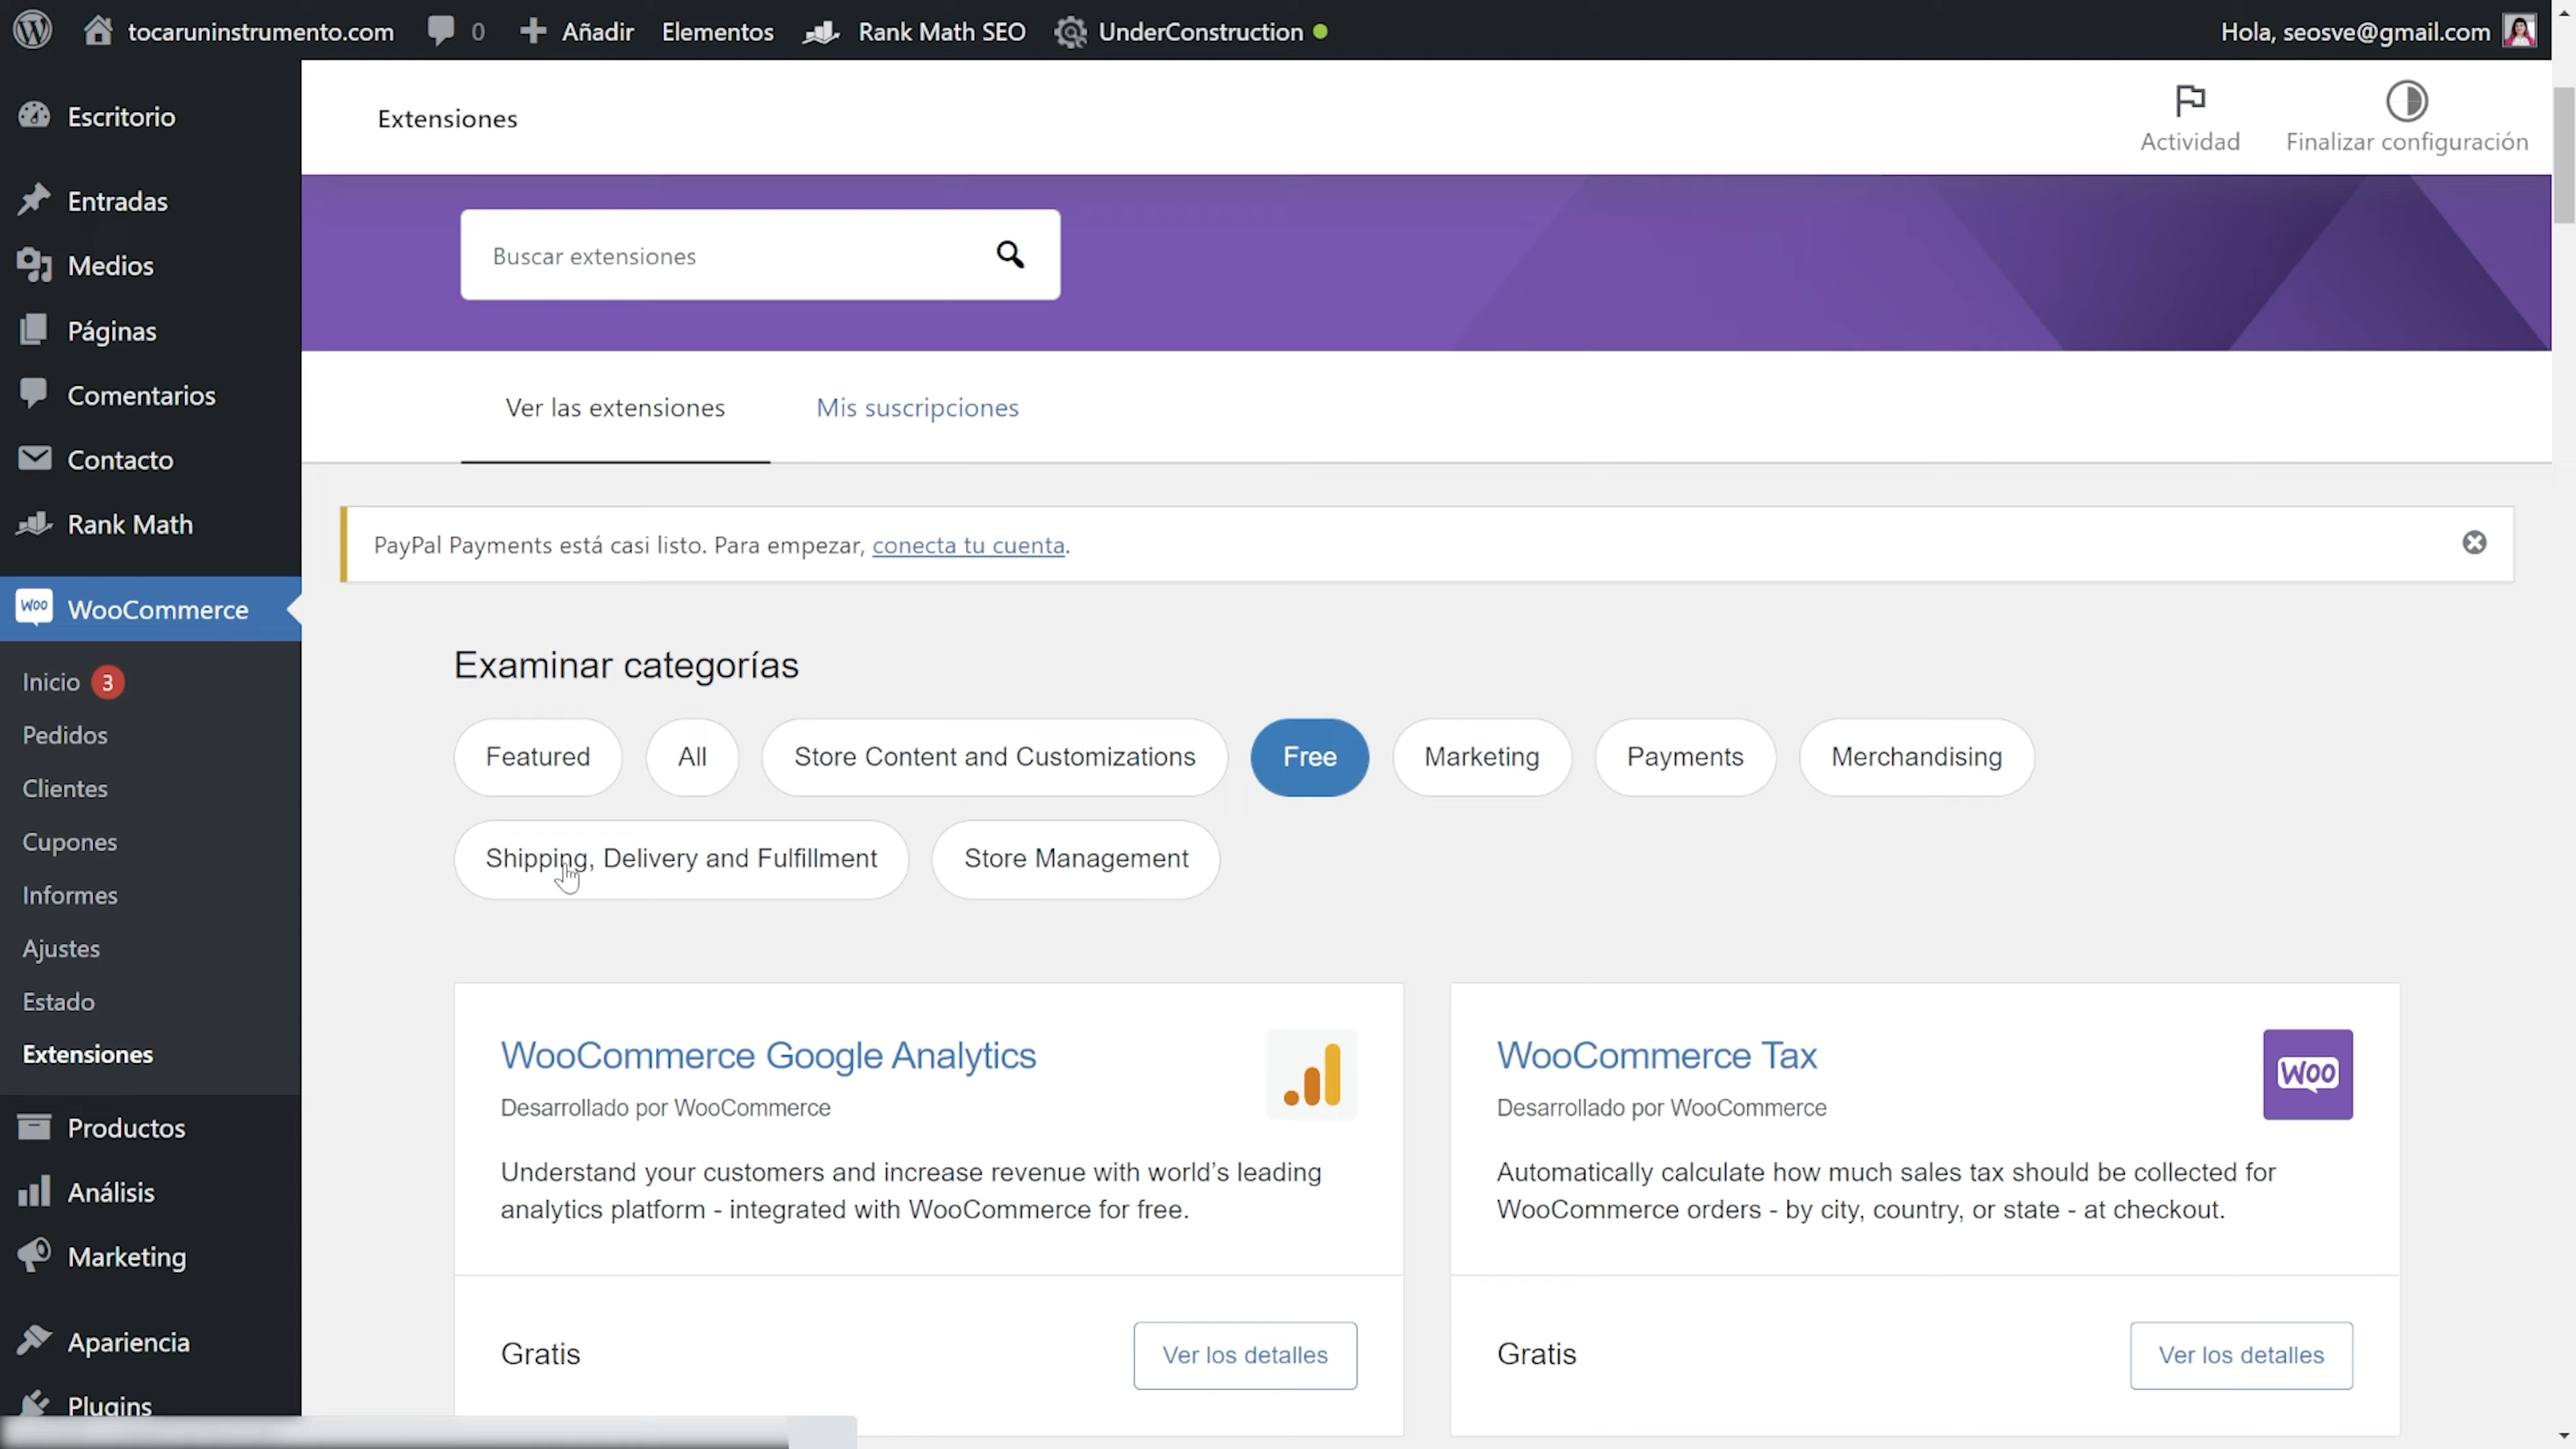 tocaruninstrumento.com
0
Añadir
Elementos
Rank Math SEO
UnderConstruction
Hola, seosve@gmail.com
Escritorio
Entradas
Medios
Páginas
Comentarios
Contacto
Rank Math
Woo
WooCommerce
Inicio 3
Pedidos
Clientes
Cupones
Informes
Ajustes
Estado
Extensiones
Productos
Análisis
Marketing
Apariencia
Plugins
Extensiones
Actividad
Finalizar configuración
Buscar extensiones
Ver las extensiones
Mis suscripciones
PayPal Payments está casi listo. Para empezar, conecta tu cuenta.
Examinar categorías
Featured
All
Store Content and Customizations
Free
Marketing
Payments
Merchandising
Shipping, Delivery and Fulfillment
Store Management
WooCommerce Google Analytics
Desarrollado por WooCommerce
Understand your customers and increase revenue with world's leading
analytics platform - integrated with WooCommerce for free.
Gratis
Ver los detalles
WooCommerce Tax
Woo
Desarrollado por WooCommerce
Automatically calculate how much sales tax should be collected for
WooCommerce orders - by city, country, or state - at checkout.
Gratis
Ver los detalles